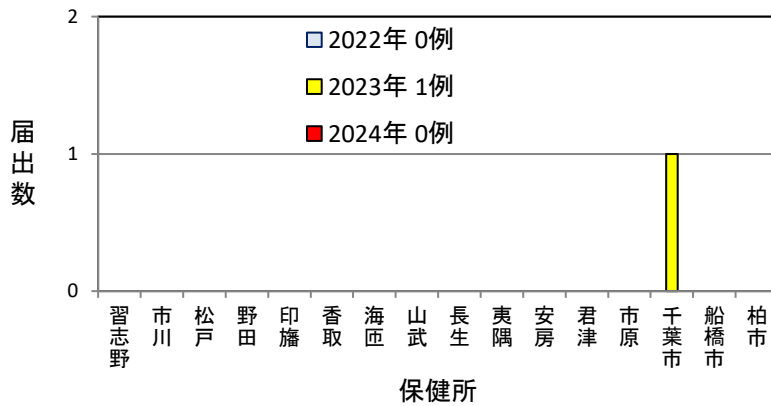 2
2022年 0例
2023年 1例
2024年 0例
届出数
1
0
習志野
市川
松戸
野田
印旛
香取
海匝
山武
長生
夷隅
安房
君津
市原
千葉市
船橋市
柏市
保健所